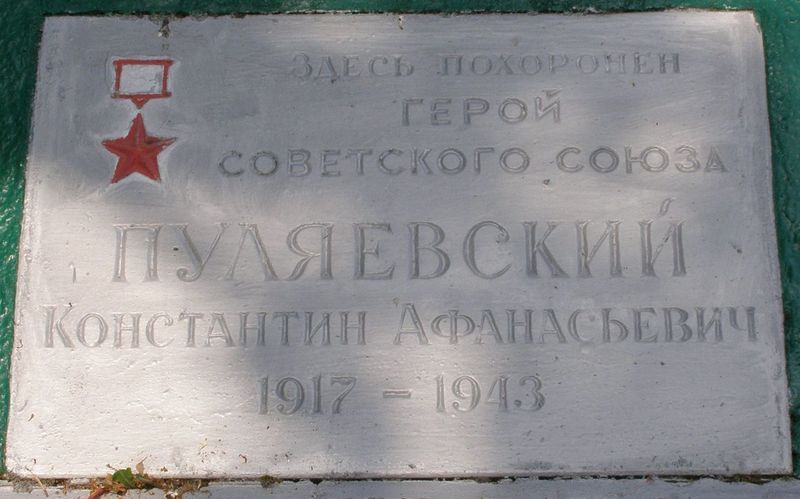 ЗДЕСЬ ПОХОРОНЕН
ГЕРОЙ
СОВЕТСКОГО СОЮЗА
ПУЛЯЕВСКИЙ
КОНСТАНТИН АФАНАСЬЕВИЧ
1917 – 1943